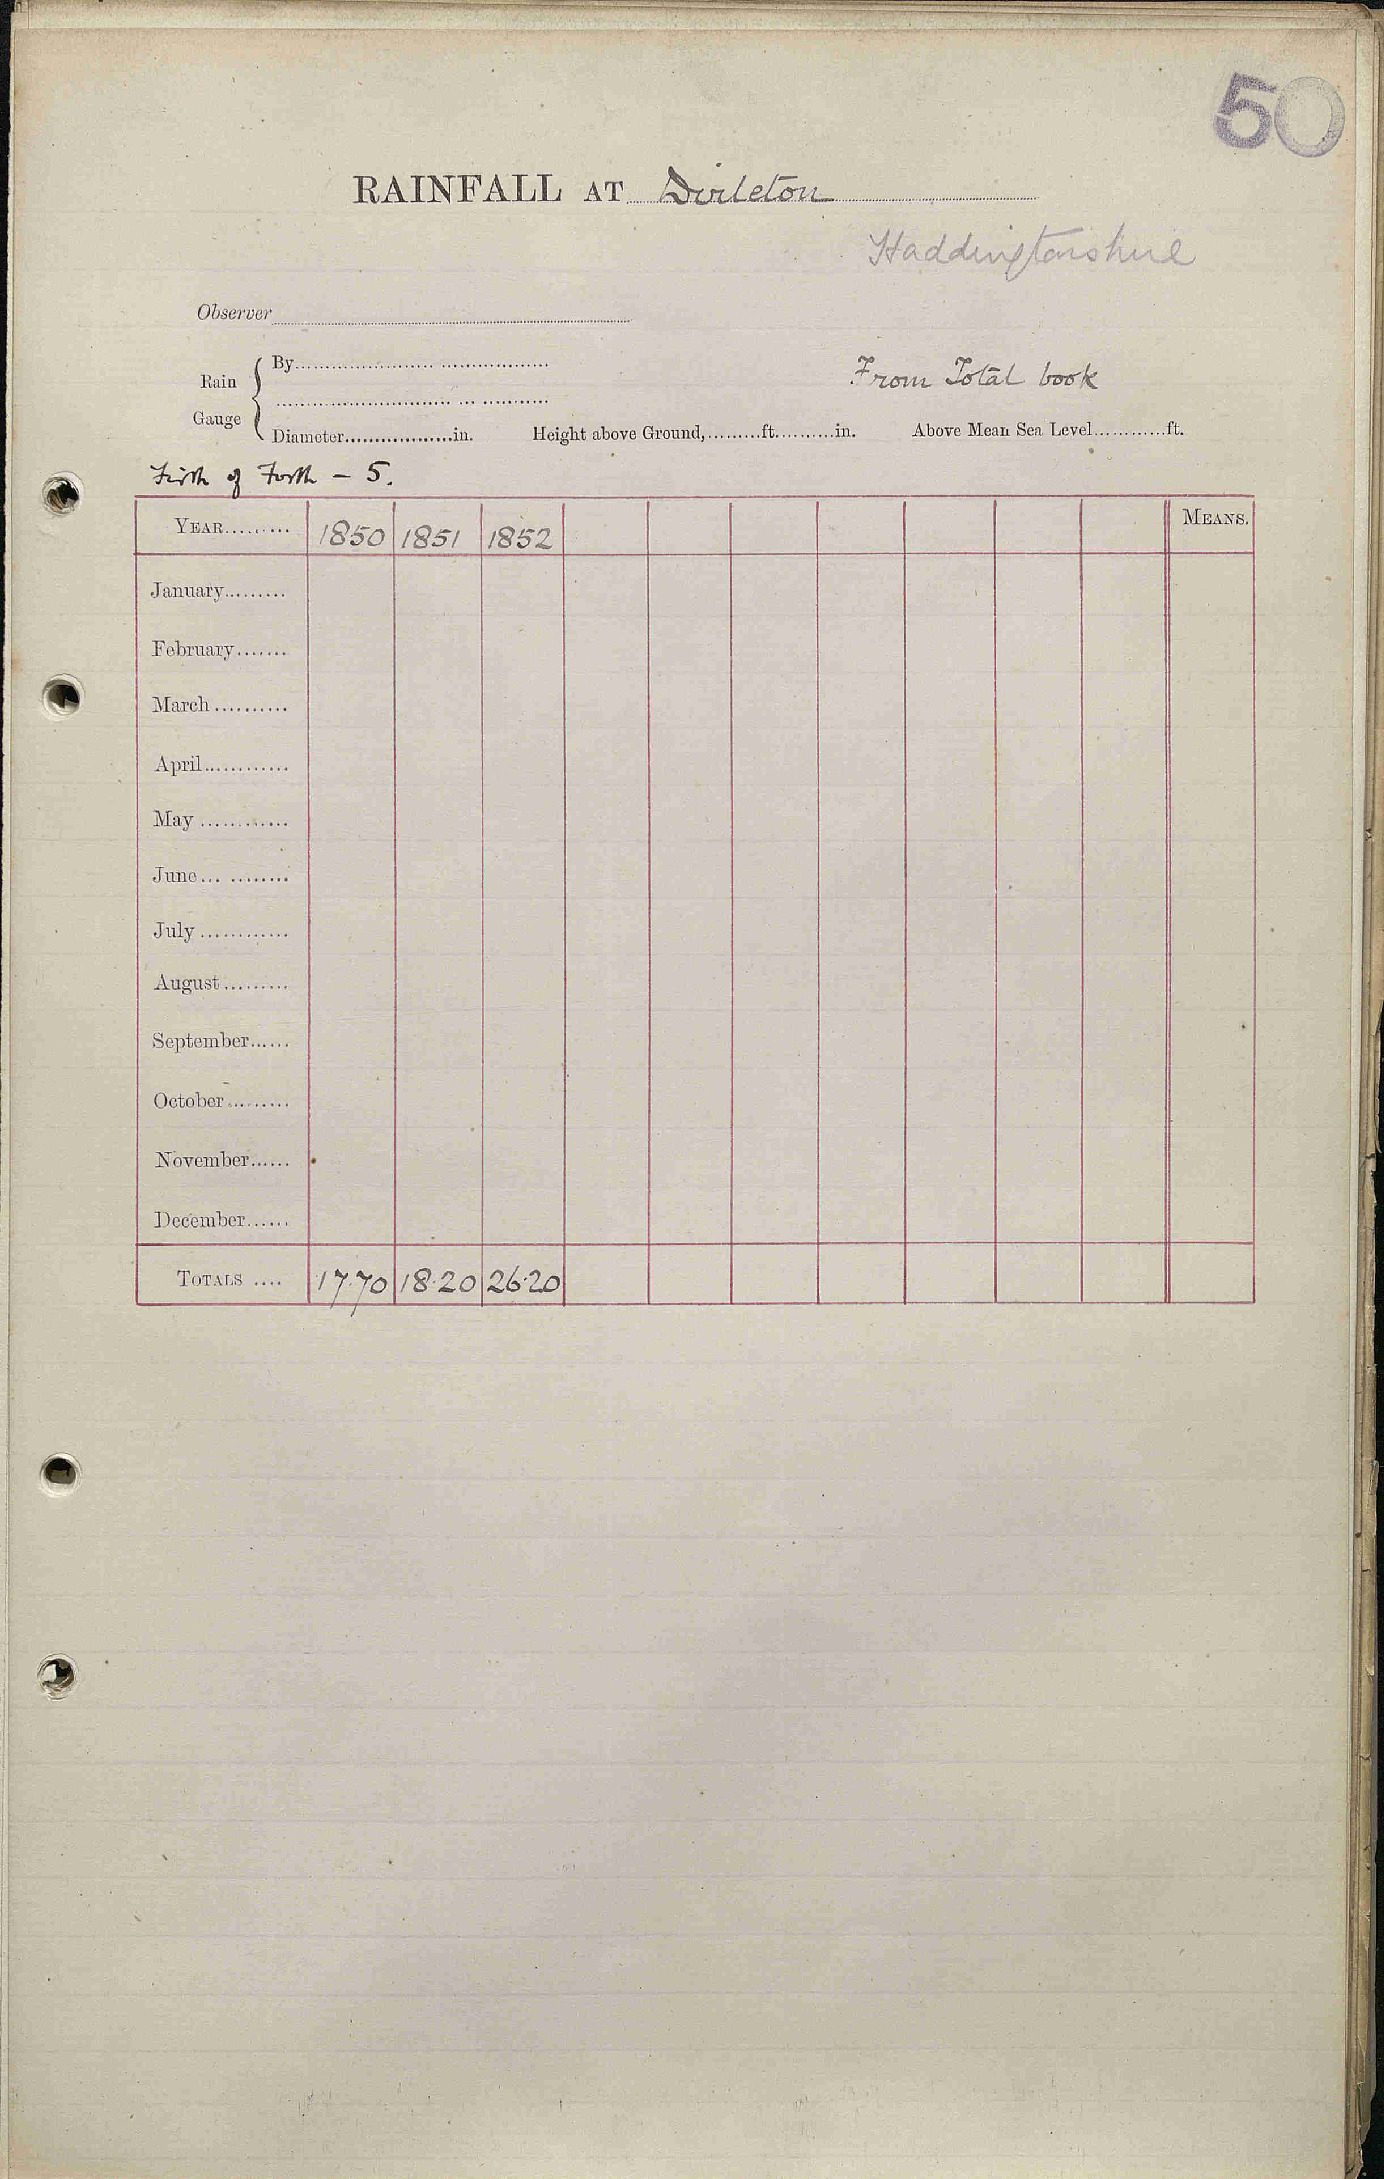 50
RAINFALL AT Dirleton
Haddingtonshire
Observer
Rain Gauge
By
From Total book
Diameter..................in. Height above Ground,.........ft..........in. Above Mean Sea Level............ft.
Firth of Forth – 5.
YEAR......... 1850 1851 1852 MEANS.
January.........
February.......
March..........
April............
May............
June............
July............
August.........
September......
October.........
November......
December......
TOTALS .... 17.70 18.20 26.20